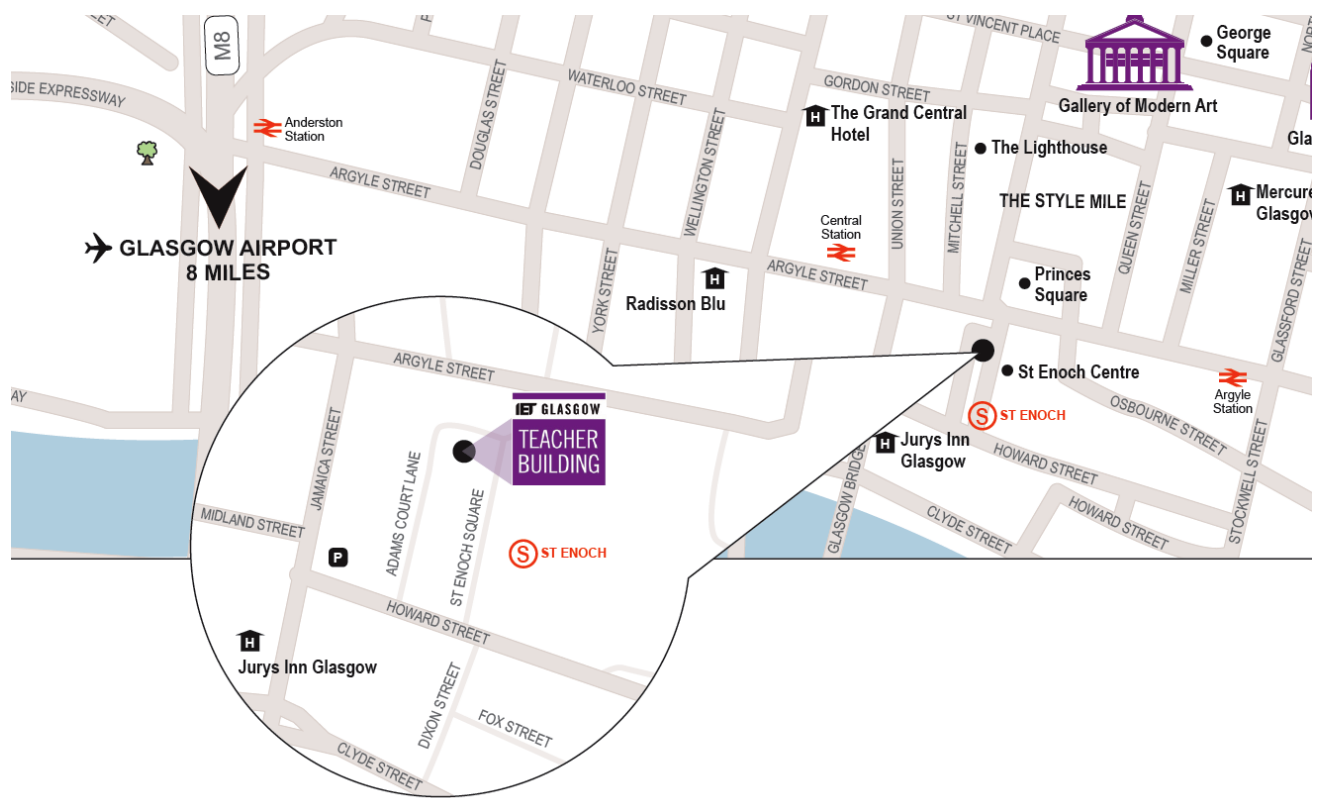 M8
ST VINCENT PLACE
George
Square
SIDE EXPRESSWAY
WATERLOO STREET
GORDON STREET
Gallery of Modern Art
Anderston
Station
DOUGLAS STREET
The Grand Central
Hotel
The Lighthouse
ARGYLE STREET
WELLINGTON STREET
UNION STREET
MITCHELL STREET
THE STYLE MILE
QUEEN STREET
MILLER STREET
Mercure
Glasgow
Central
Station
GLASGOW AIRPORT
8 MILES
YORK STREET
Radisson Blu
ARGYLE STREET
Princes
Square
GLASSFORD STREET
St Enoch Centre
Argyle
Station
ST ENOCH
OSBOURNE STREET
Jurys Inn
Glasgow
HOWARD STREET
GLASGOW BRIDGE
CLYDE STREET
HOWARD STREET
STOCKWELL STREET
ARGYLE STREET
IET GLASGOW
TEACHER
BUILDING
JAMAICA STREET
ADAMS COURT LANE
ST ENOCH SQUARE
MIDLAND STREET
P
S
ST ENOCH
HOWARD STREET
Jurys Inn Glasgow
DIXON STREET
FOX STREET
CLYDE STREET